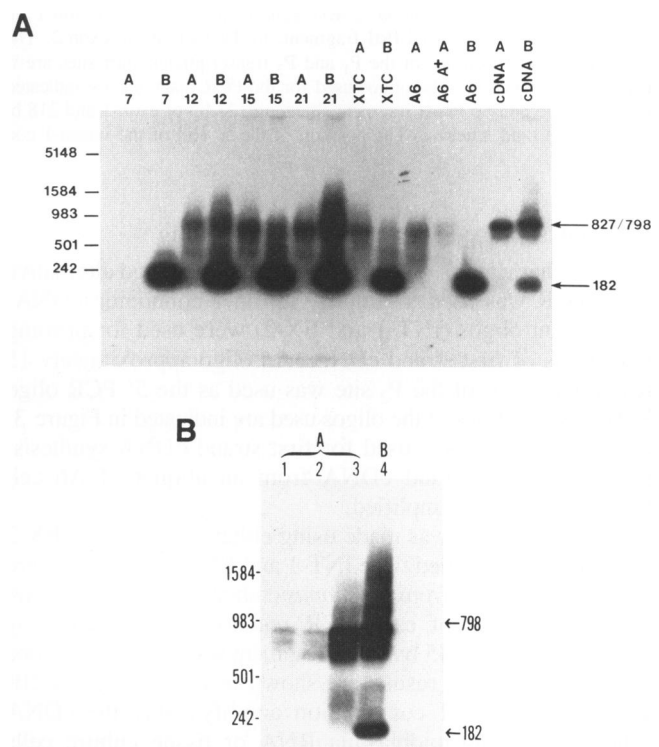 A
A B A B A B A B A B A A B A B
7 7 12 12 15 15 21 21 XTC XTC A6 A6 A+ A6 cDNA cDNA
5148
1584
983
501
242
827/798
182
B
A B
1 2 3 4
1584-
983-
501-
242-
←798
←182